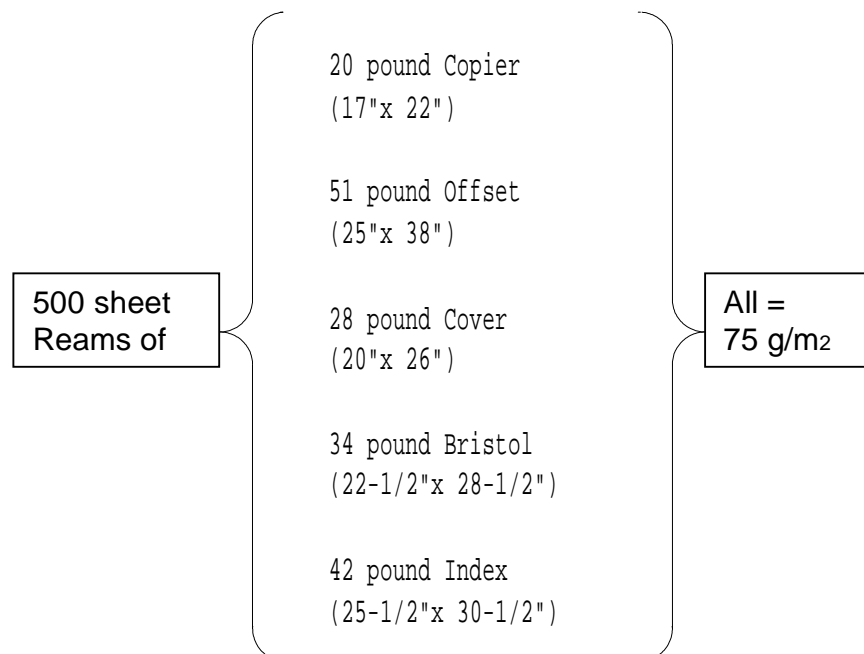 500 sheet
Reams of
20 pound Copier
(17"x 22")
51 pound Offset
(25"x 38")
28 pound Cover
(20"x 26")
34 pound Bristol
(22-1/2"x 28-1/2")
42 pound Index
(25-1/2"x 30-1/2")
All =
75 g/m2